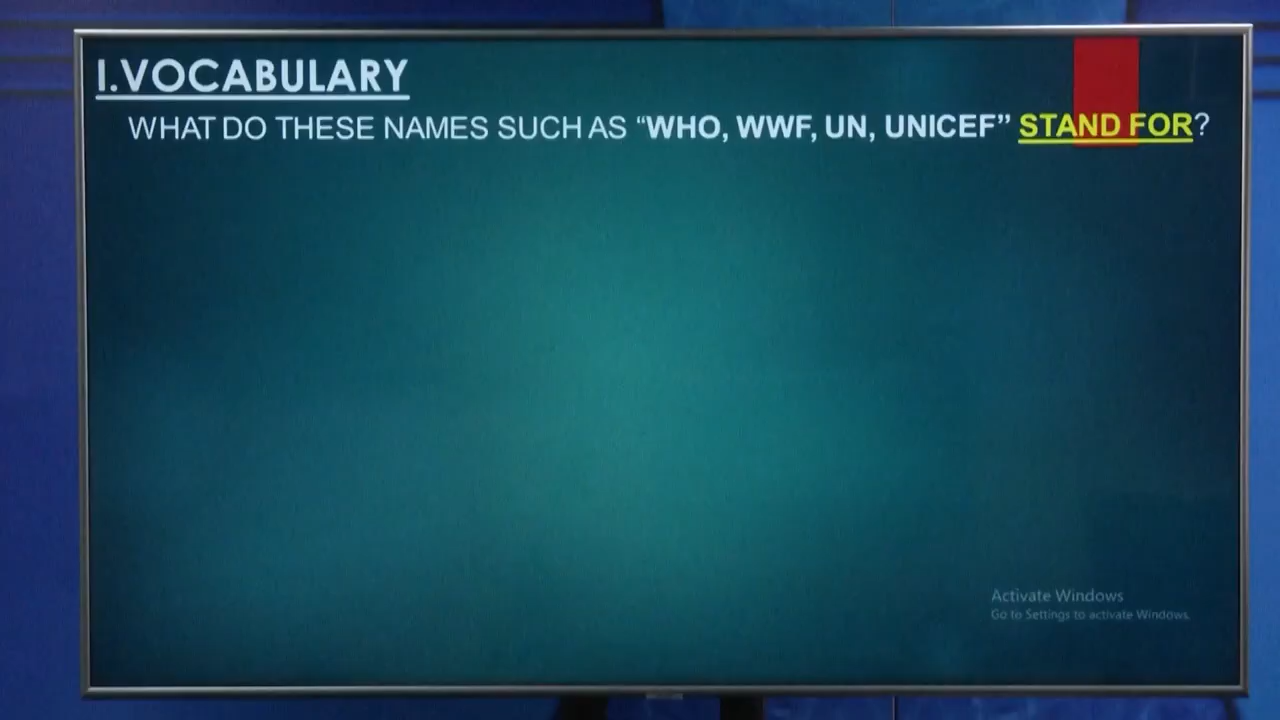 I.VOCABULARY
WHAT DO THESE NAMES SUCH AS “WHO, WWF, UN, UNICEF” STAND FOR?
Activate Windows
Go to Settings to activate Windows.